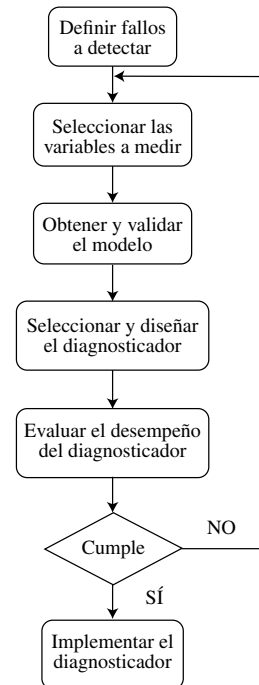 Definir fallos
a detectar
Seleccionar las
variables a medir
Obtener y validar
el modelo
Seleccionar y diseñar
el diagnosticador
Evaluar el desempeño
del diagnosticador
Cumple
NO
SÍ
Implementar el
diagnosticador